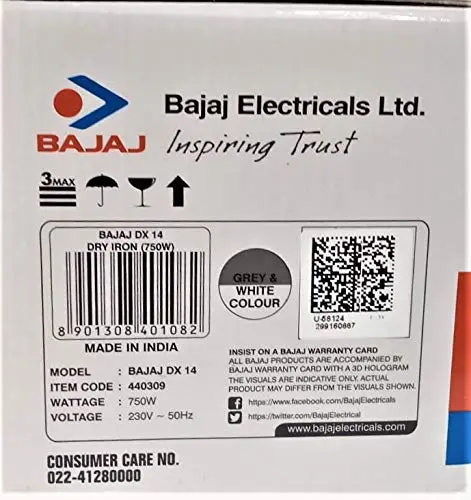 BAJAJ
Bajaj Electricals Ltd.
Inspiring Trust
3MAX
BAJAJ DX 14
DRY IRON (750W)
8 901308 401082
GREY &
WHITE
COLOUR
U-58124
299160887
MADE IN INDIA
MODEL : BAJAJ DX 14
ITEM CODE : 440309
WATTAGE : 750W
VOLTAGE : 230V ~ 50Hz
INSIST ON A BAJAJ WARRANTY CARD
ALL BAJAJ PRODUCTS ARE ACCOMPANIED BY
BAJAJ WARRANTY CARD WITH A 3D HOLOGRAM
THE VISUALS ARE INDICATIVE ONLY. ACTUAL
PRODUCT MAY DIFFER FROM THE VISUALS SHOWN.
https://www.facebook.com/BajajElectricals
https://twitter.com/BajajElectrical
www.bajajelectricals.com
CONSUMER CARE NO.
022-41280000